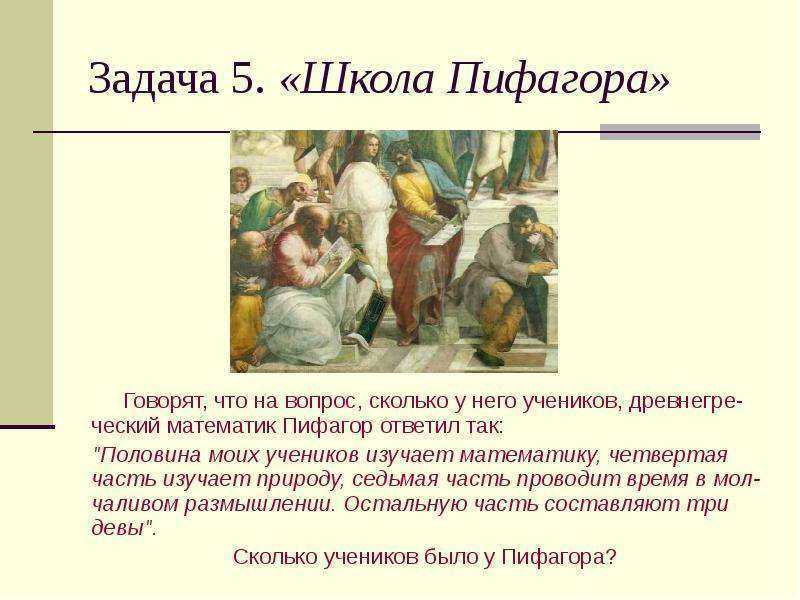 Задача 5. «Школа Пифагора»
Говорят, что на вопрос, сколько у него учеников, древнегре-
ческий математик Пифагор ответил так:
"Половина моих учеников изучает математику, четвертая
часть изучает природу, седьмая часть проводит время в мол-
чаливом размышлении. Остальную часть составляют три
девы".
Сколько учеников было у Пифагора?